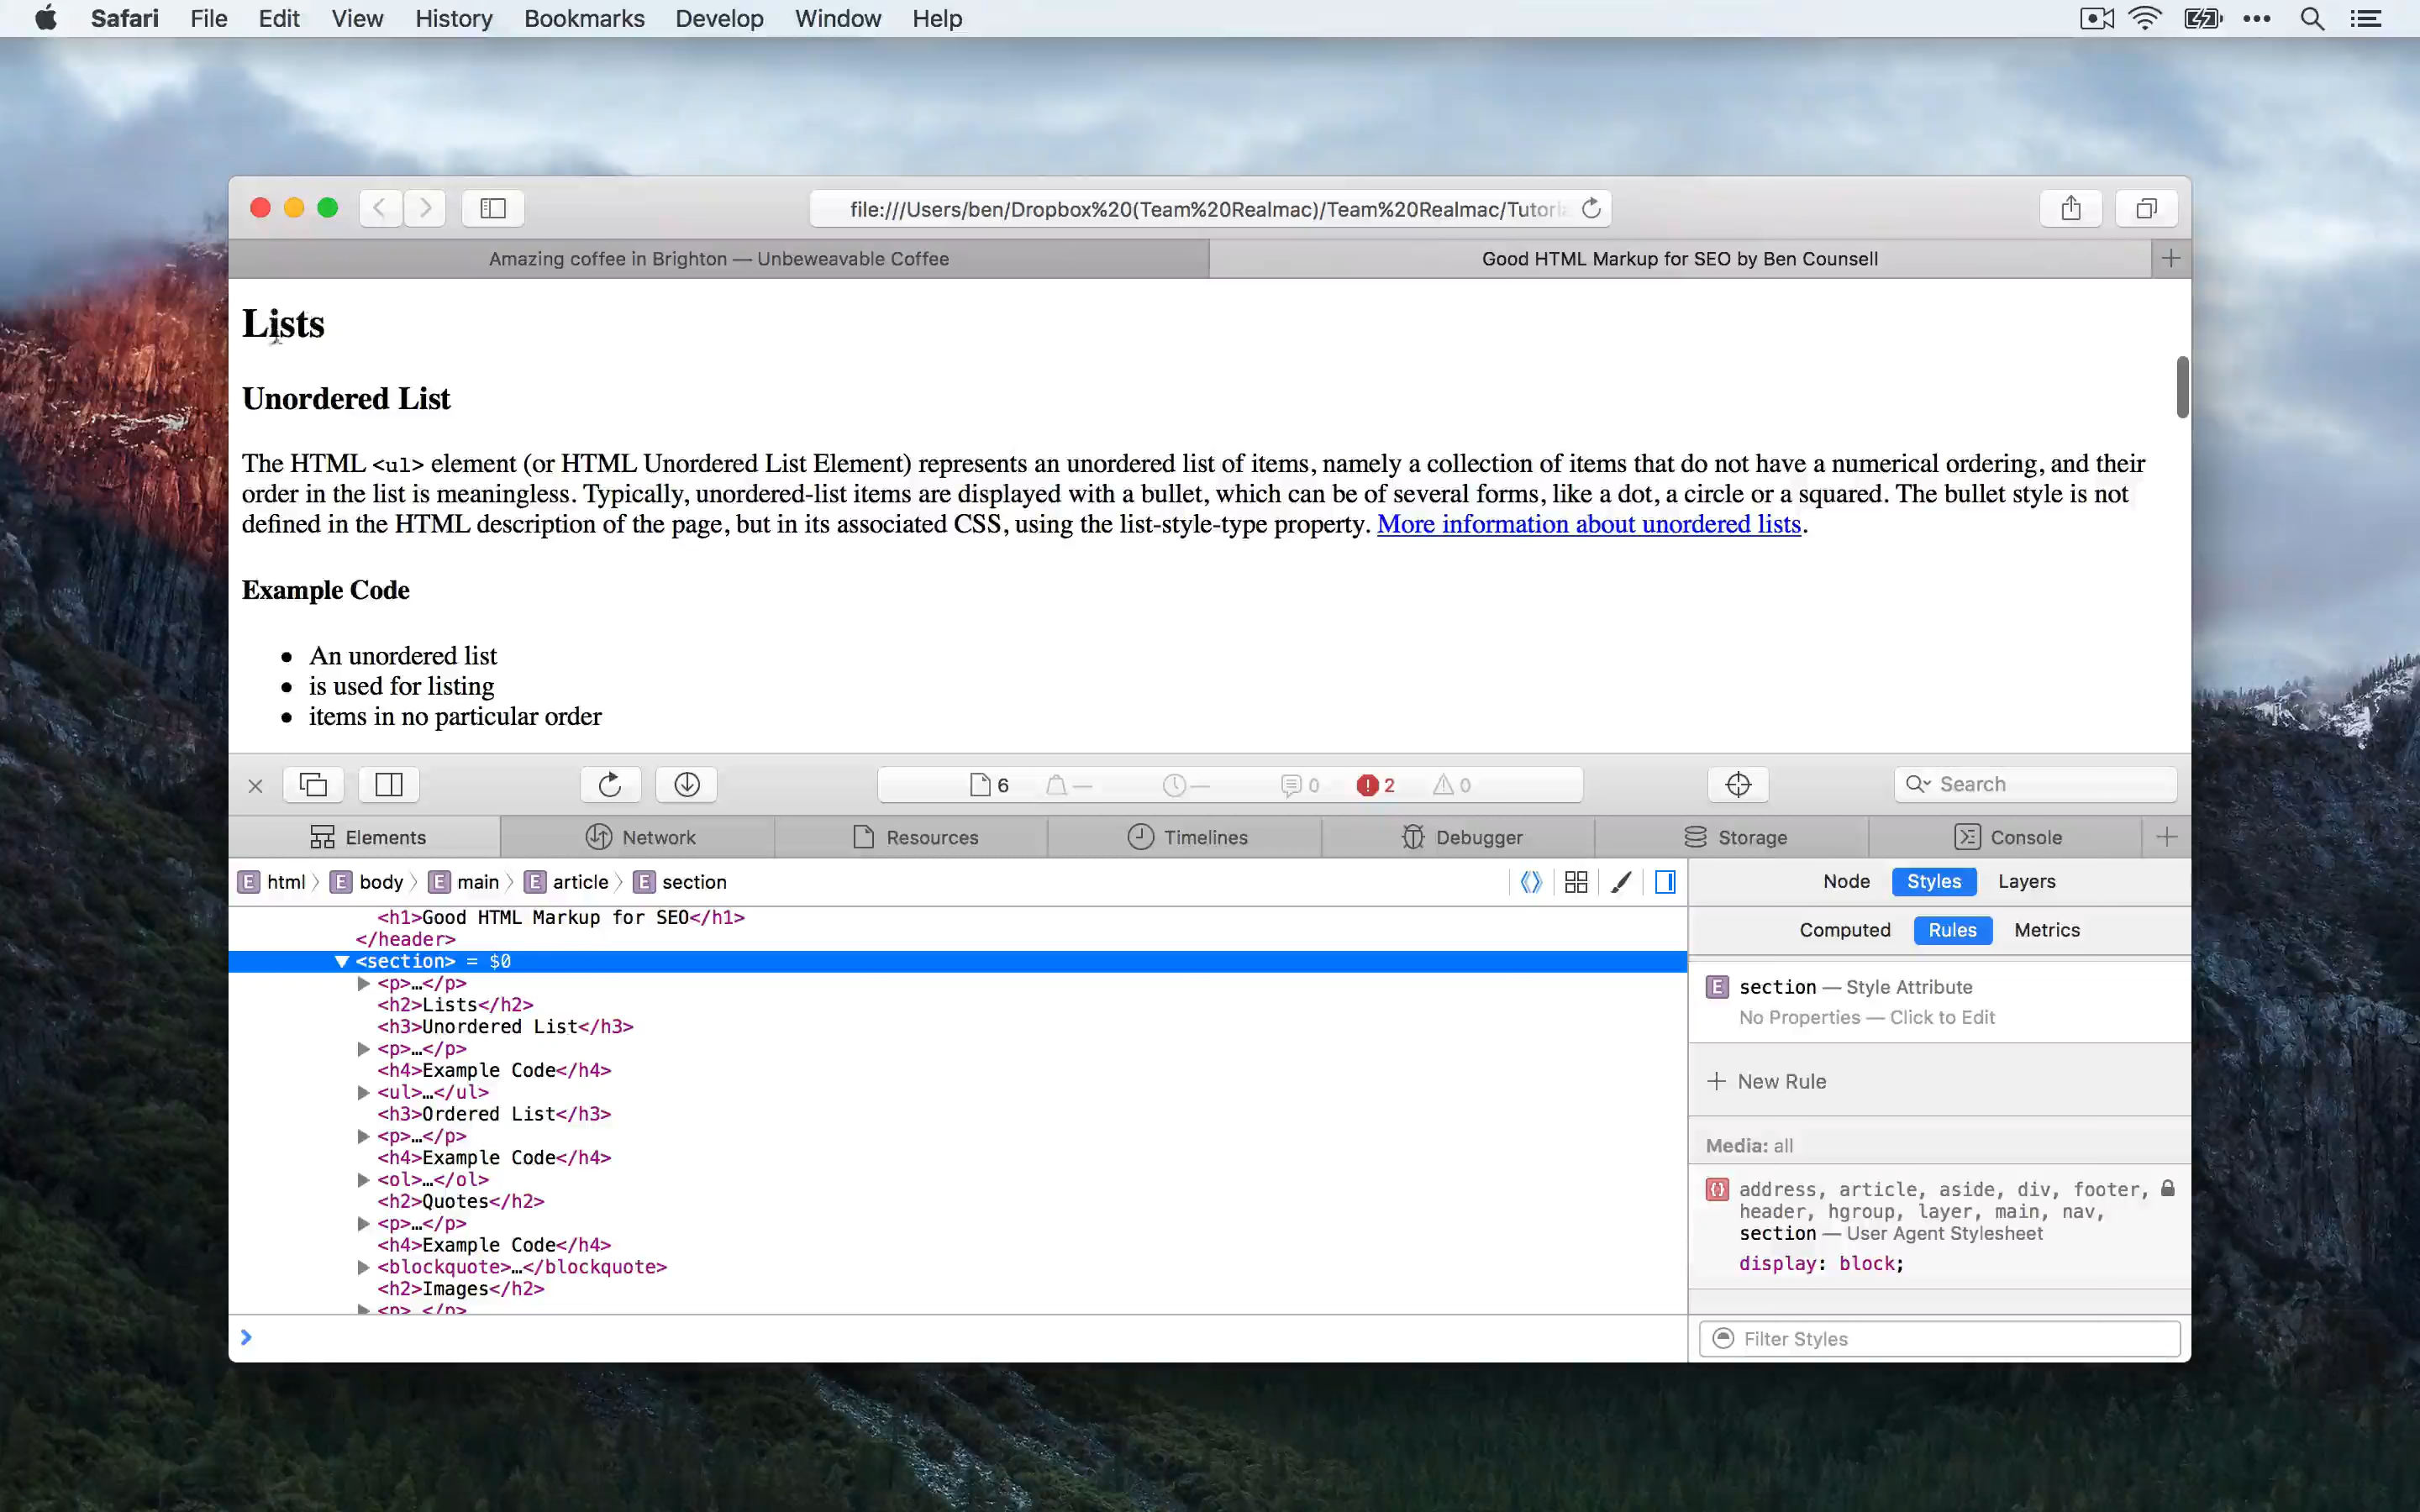 Safari File Edit View History Bookmarks Develop Window Help
file:///Users/ben/Dropbox%20(Team%20Realmac)/Team%20Realmac/Tutori
Amazing coffee in Brighton — Unbeweavable Coffee
Good HTML Markup for SEO by Ben Counsell
Lists
Unordered List
The HTML <ul> element (or HTML Unordered List Element) represents an unordered list of items, namely a collection of items that do not have a numerical ordering, and their
order in the list is meaningless. Typically, unordered-list items are displayed with a bullet, which can be of several forms, like a dot, a circle or a squared. The bullet style is not
defined in the HTML description of the page, but in its associated CSS, using the list-style-type property. More information about unordered lists.
Example Code
• An unordered list
• is used for listing
• items in no particular order
6 — — 0 2 0
Search
Elements Network Resources Timelines Debugger Storage Console
E html E body E main E article E section
Node Styles Layers
Computed Rules Metrics
<h1>Good HTML Markup for SEO</h1>
</header>
<section> = $0
<p>…</p>
<h2>Lists</h2>
<h3>Unordered List</h3>
<p>…</p>
<h4>Example Code</h4>
<ul>…</ul>
<h3>Ordered List</h3>
<p>…</p>
<h4>Example Code</h4>
<ol>…</ol>
<h2>Quotes</h2>
<p>…</p>
<h4>Example Code</h4>
<blockquote>…</blockquote>
<h2>Images</h2>
<p>…</p>
E section — Style Attribute
No Properties — Click to Edit
+ New Rule
Media: all
address, article, aside, div, footer,
header, hgroup, layer, main, nav,
section — User Agent Stylesheet
display: block;
Filter Styles